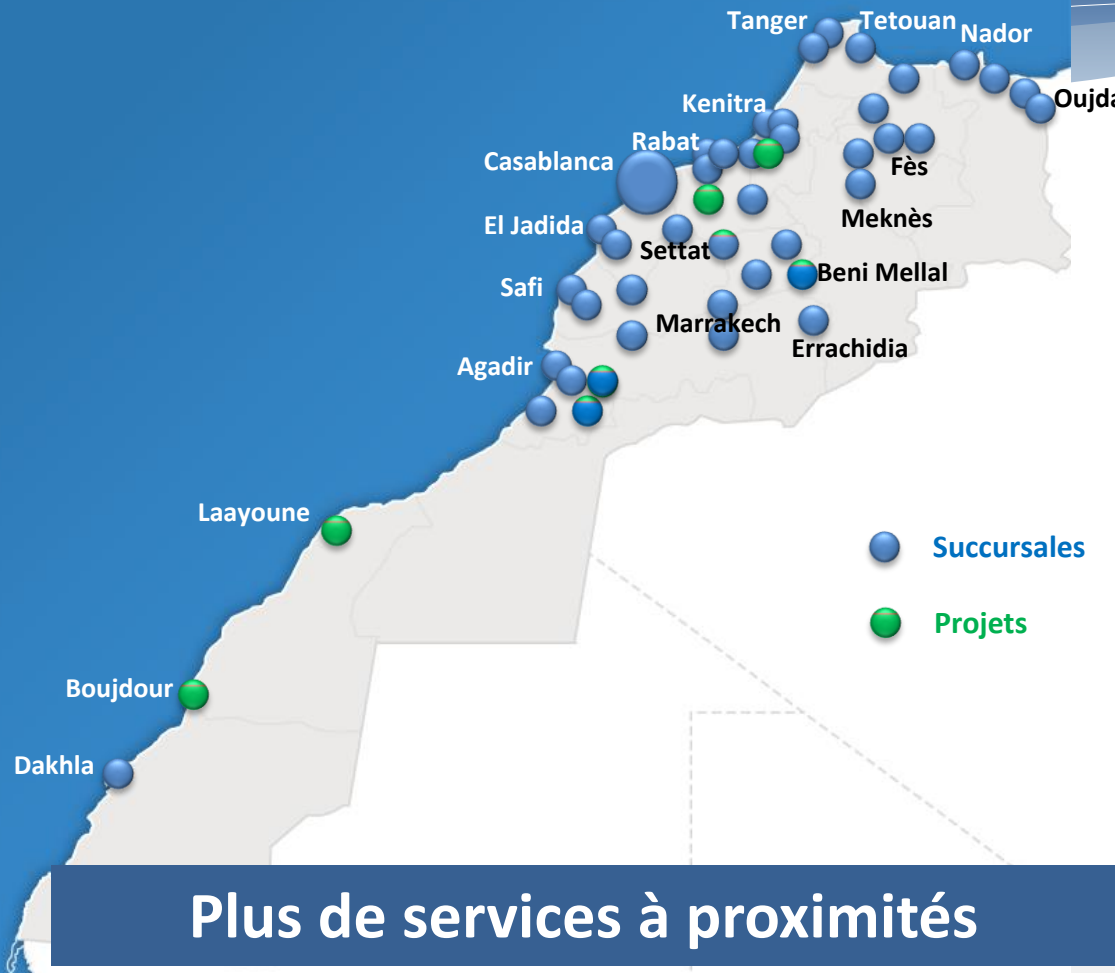 Tanger
Tetouan
Nador
Oujda
Kenitra
Rabat
Casablanca
Fès
Meknès
El Jadida
Settat
Beni Mellal
Safi
Marrakech
Errachidia
Agadir
Laayoune
Succursales
Projets
Boujdour
Dakhla
Plus de services à proximités